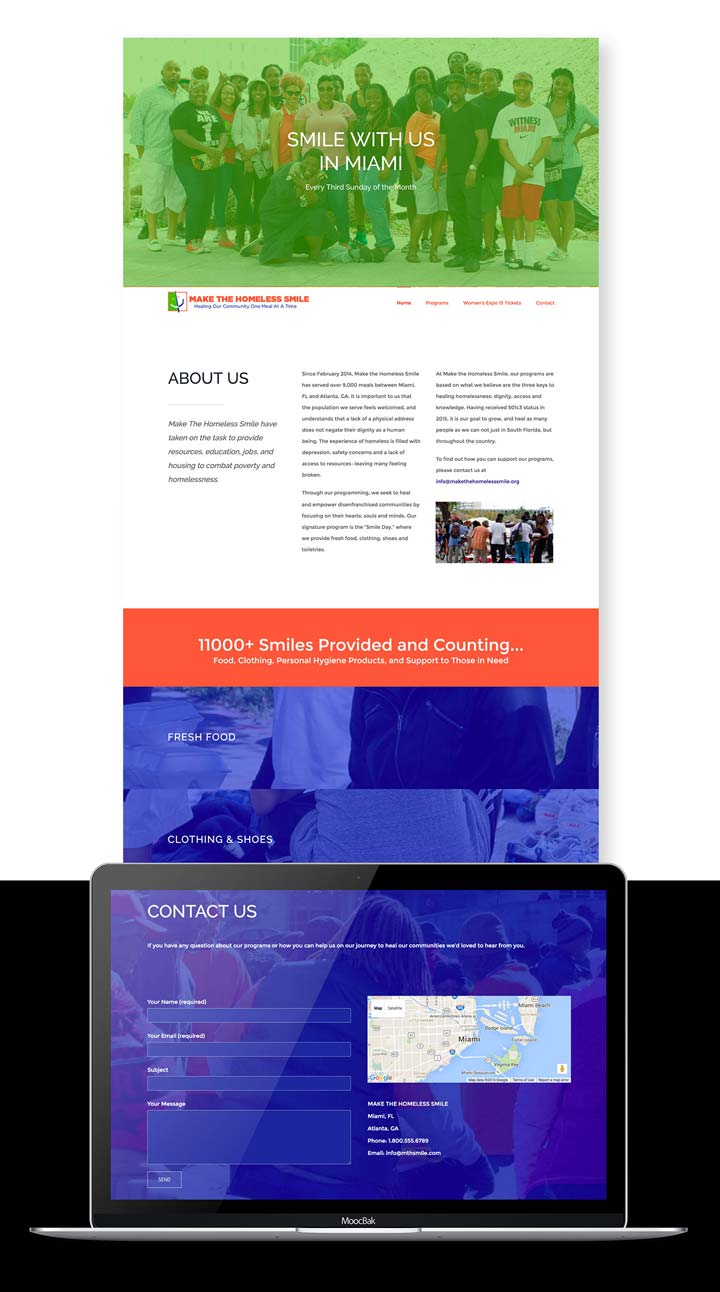 WE ARE
WITNESS
MIAMI
SMILE WITH US
IN MIAMI
Every Third Sunday of the Month
MAKE THE HOMELESS SMILE
Healing Our Community One Meal At A Time
Home
Programs
Women's Expo 15 Tickets
Contact
ABOUT US
Make The Homeless Smile have
taken on the task to provide
resources, education, jobs, and
housing to combat poverty and
homelessness.
Since February 2014, Make the Homeless Smile
has served over 9,000 meals between Miami,
FL and Atlanta, GA. It is important to us that
the population we serve feels welcomed, and
understands that a lack of a physical address
does not negate their dignity as a human
being. The experience of homeless is filled with
depression, safety concerns and a lack of
access to resources--leaving many feeling
broken.
Through our programming, we seek to heal
and empower disenfranchised communities by
focusing on their hearts, souls and minds. Our
signature program is the "Smile Day," where
we provide fresh food, clothing, shoes and
toiletries.
At Make the Homeless Smile, our programs are
based on what we believe are the three keys to
healing homelessness: dignity, access and
knowledge. Having received 501c3 status in
2015, it is our goal to grow, and heal as many
people as we can not just in South Florida, but
throughout the country.
To find out how you can support our programs,
please contact us at
info@makethehomelesssmile.org
11000+ Smiles Provided and Counting...
Food, Clothing, Personal Hygiene Products, and Support to Those in Need
FRESH FOOD
CLOTHING & SHOES
CONTACT US
If you have any question about our programs or how you can help us on our journey to heal our communities we'd loved to hear from you.
Your Name (required)
Your Email (required)
Subject
Your Message
SEND
Map
Satellite
Miami Beach
AmericanAirlines Arena
Dodge Island
Fisher Island
Miami
Virginia Key
Miami Seaquarium
Google
Map data ©2016 Google
Terms of Use
Report a map error
MAKE THE HOMELESS SMILE
Miami, FL
Atlanta, GA
Phone: 1.800.555.6789
Email: info@mthsmile.com
MoocBak